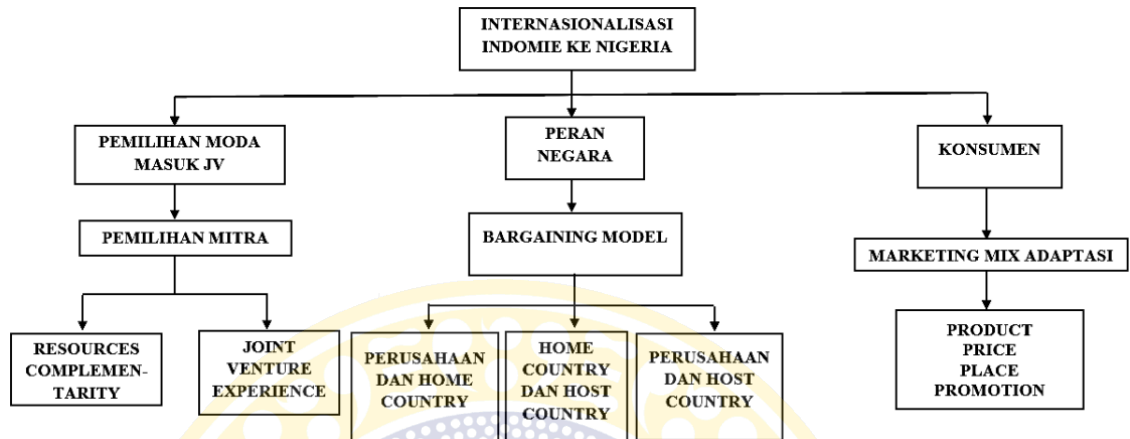 INTERNASIONALISASI
INDOMIE KE NIGERIA
PEMILIHAN MODA
MASUK JV
PERAN
NEGARA
KONSUMEN
PEMILIHAN MITRA
BARGAINING MODEL
MARKETING MIX ADAPTASI
RESOURCES
COMPLEMEN-
TARITY
JOINT
VENTURE
EXPERIENCE
PERUSAHAAN
DAN HOME
COUNTRY
HOME
COUNTRY
DAN HOST
COUNTRY
PERUSAHAAN
DAN HOST
COUNTRY
PRODUCT
PRICE
PLACE
PROMOTION